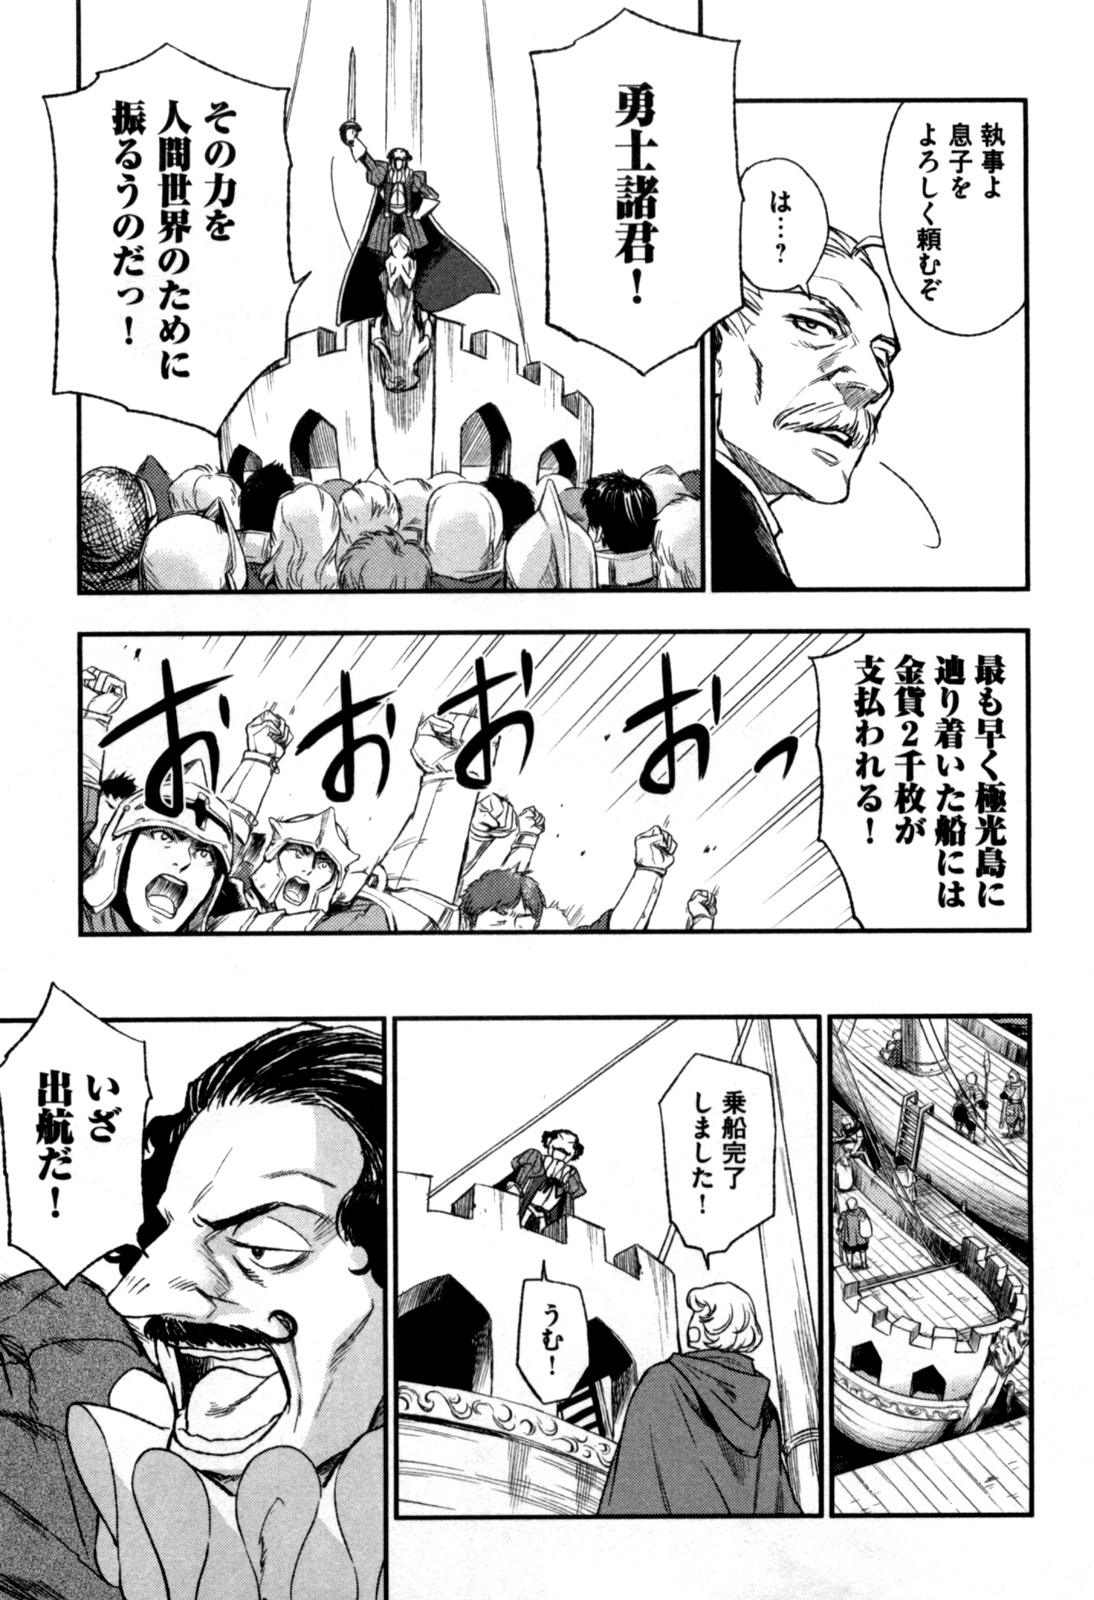 執事よ
息子を
よろしく頼むぞ
は…?
勇士諸君!
その力を
人間世界のために
振るうのだっ!
最も早く極光島に
辿り着いた船には
金貨2千枚が
支払われる!
おおおおっ
乗船完了
しました!
うむ!
いざ
出航だ!